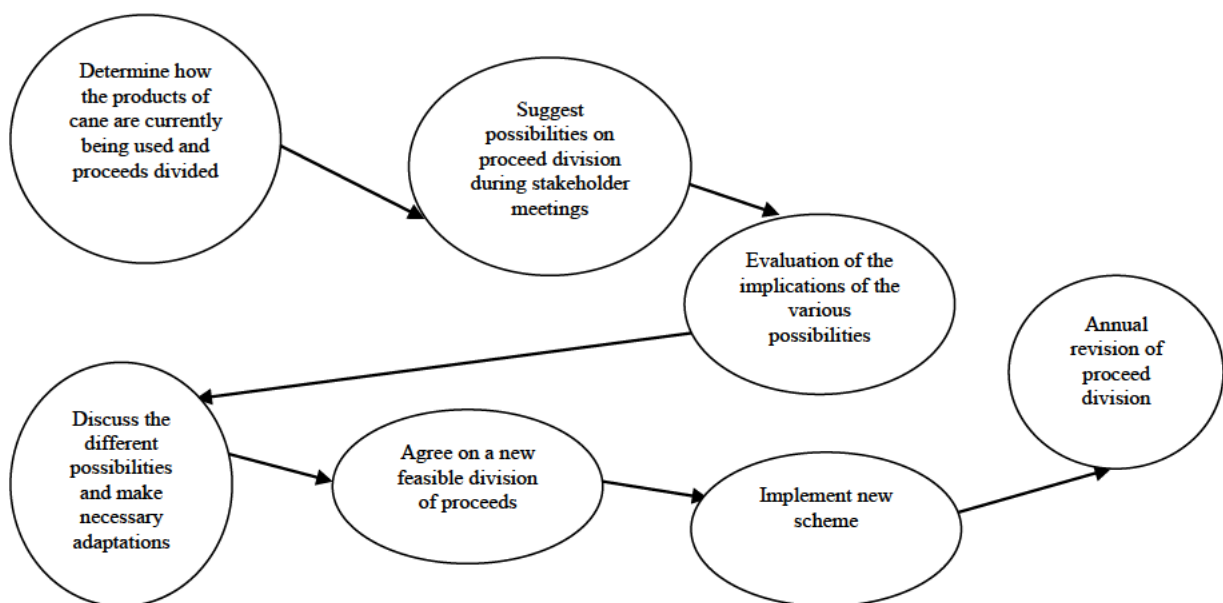 Determine how
the products of
cane are currently
being used and
proceeds divided
Suggest
possibilities on
proceed division
during stakeholder
meetings
Evaluation of the
implications of the
various
possibilities
Discuss the
different
possibilities
and make
necessary
adaptations
Agree on a new
feasible division
of proceeds
Implement new
scheme
Annual
revision of
proceed
division